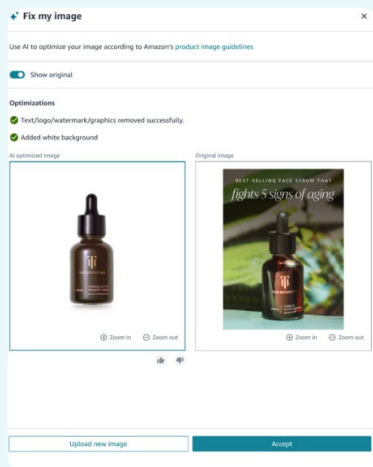 Fix my image
Use AI to optimize your image according to Amazon's product image guidelines
Show original
Optimizations
Text/logo/watermark/graphics removed successfully.
Added white background
AI optimized image
Original image
BEST-SELLING FACE SERUM THAT
fights 5 signs of aging
Zoom in
Zoom out
Zoom in
Zoom out
Upload new image
Accept